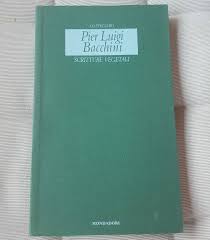 LO SPECCHIO
Pier Luigi
Bacchini
SCRITTURE VEGETALI
MONDADORI